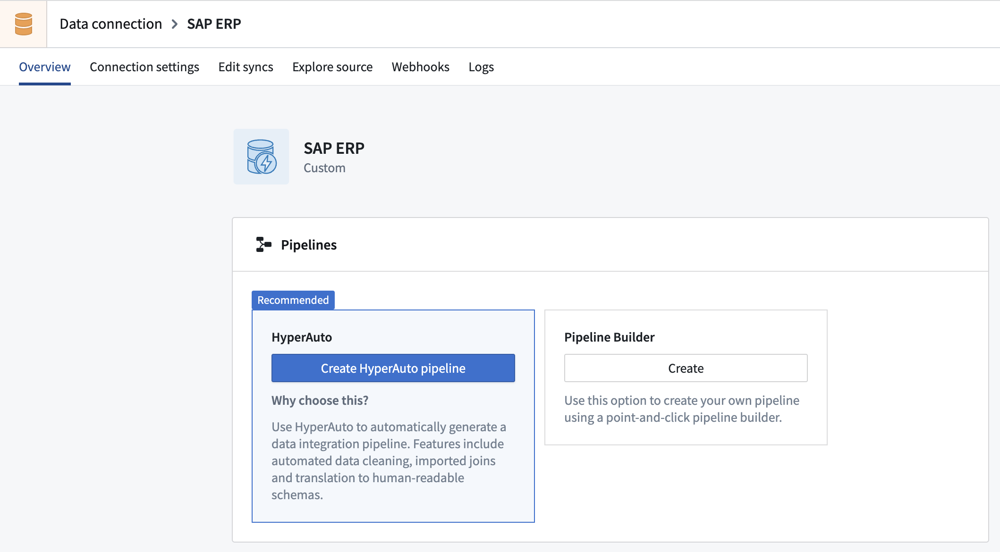 Data connection > SAP ERP
Overview Connection settings Edit syncs Explore source Webhooks Logs
SAP ERP
Custom
Pipelines
Recommended
HyperAuto
Create HyperAuto pipeline
Why choose this?
Use HyperAuto to automatically generate a
data integration pipeline. Features include
automated data cleaning, imported joins
and translation to human-readable
schemas.
Pipeline Builder
Create
Use this option to create your own pipeline
using a point-and-click pipeline builder.